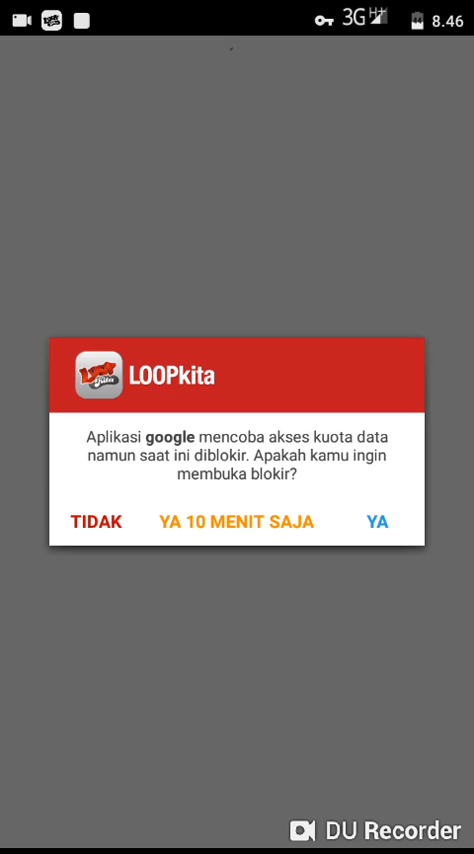 3G H+ 8.46
LOOPkita
Aplikasi google mencoba akses kuota data
namun saat ini diblokir. Apakah kamu ingin
membuka blokir?
TIDAK YA 10 MENIT SAJA YA
DU Recorder